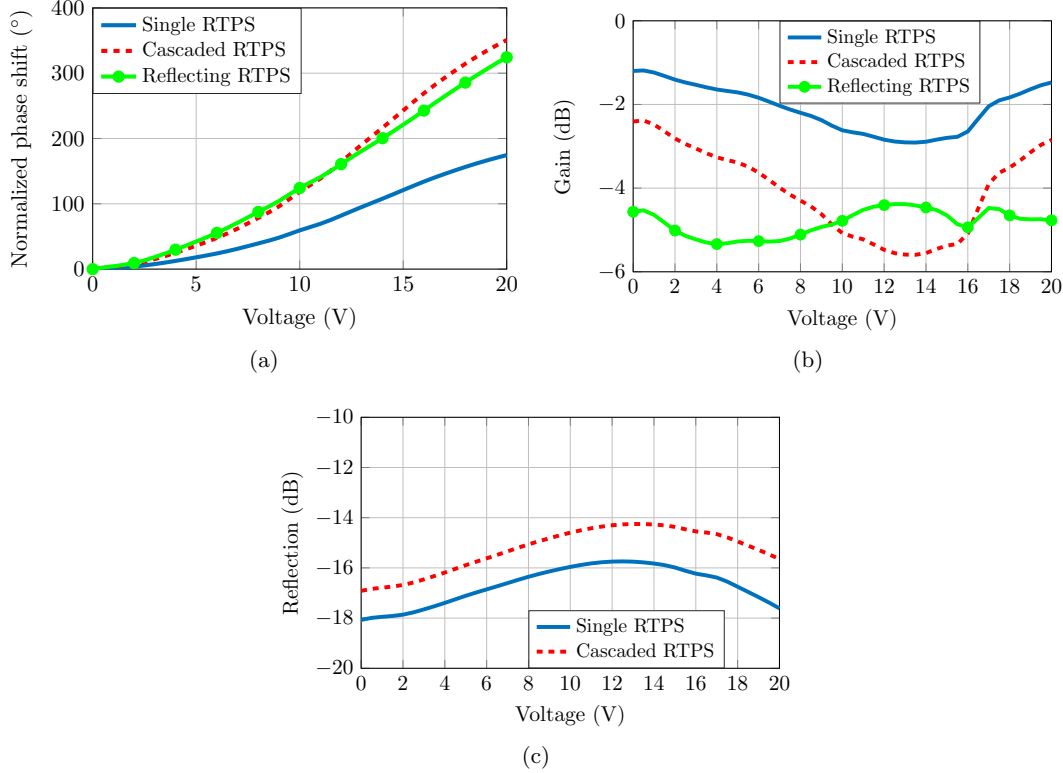 400
300
200
100
0
Normalized phase shift (°)
Single RTPS
Cascaded RTPS
Reflecting RTPS
0 5 10 15 20
Voltage (V)
(a)
0
−2
−4
−6
Gain (dB)
Single RTPS
Cascaded RTPS
Reflecting RTPS
0 2 4 6 8 10 12 14 16 18 20
Voltage (V)
(b)
−10
−12
−14
−16
−18
−20
Reflection (dB)
Single RTPS
Cascaded RTPS
0 2 4 6 8 10 12 14 16 18 20
Voltage (V)
(c)